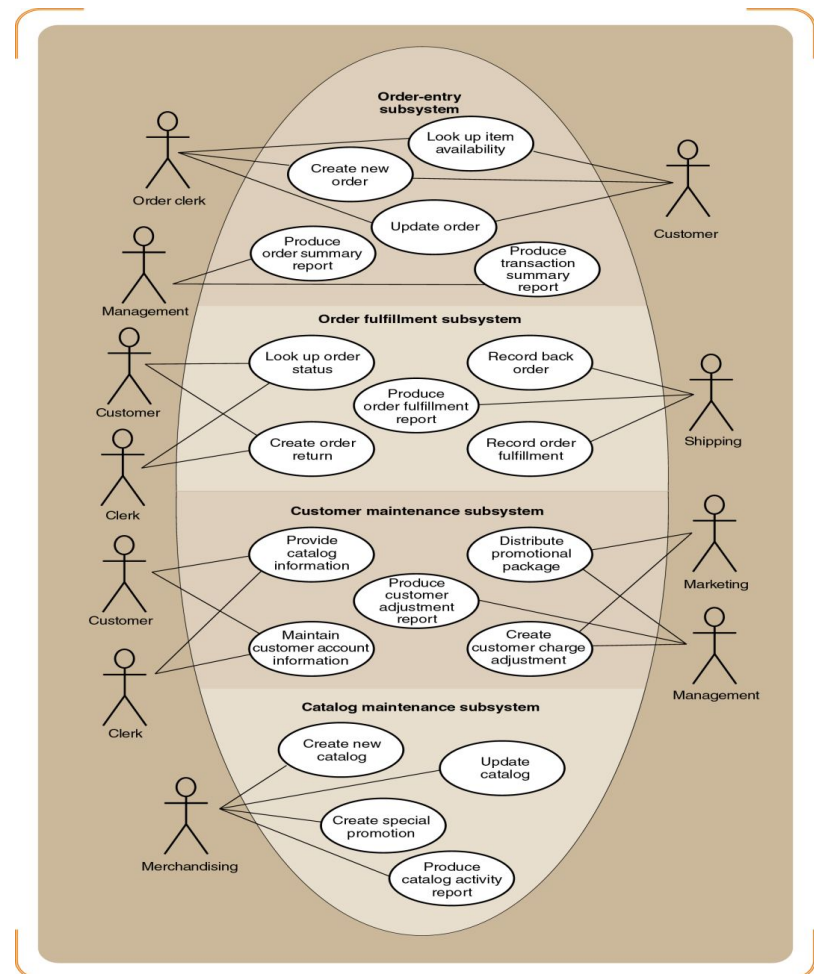 Order-entry
subsystem
Look up item
availability
Create new
order
Order clerk
Update order
Customer
Produce
order summary
report
Produce
transaction
summary
report
Management
Order fulfillment subsystem
Look up order
status
Record back
order
Produce
order fulfillment
report
Customer
Create order
return
Record order
fulfillment
Shipping
Clerk
Customer maintenance subsystem
Provide
catalog
information
Distribute
promotional
package
Produce
customer
adjustment
report
Marketing
Customer
Maintain
customer account
information
Create
customer charge
adjustment
Management
Clerk
Catalog maintenance subsystem
Create new
catalog
Update
catalog
Create special
promotion
Merchandising
Produce
catalog activity
report